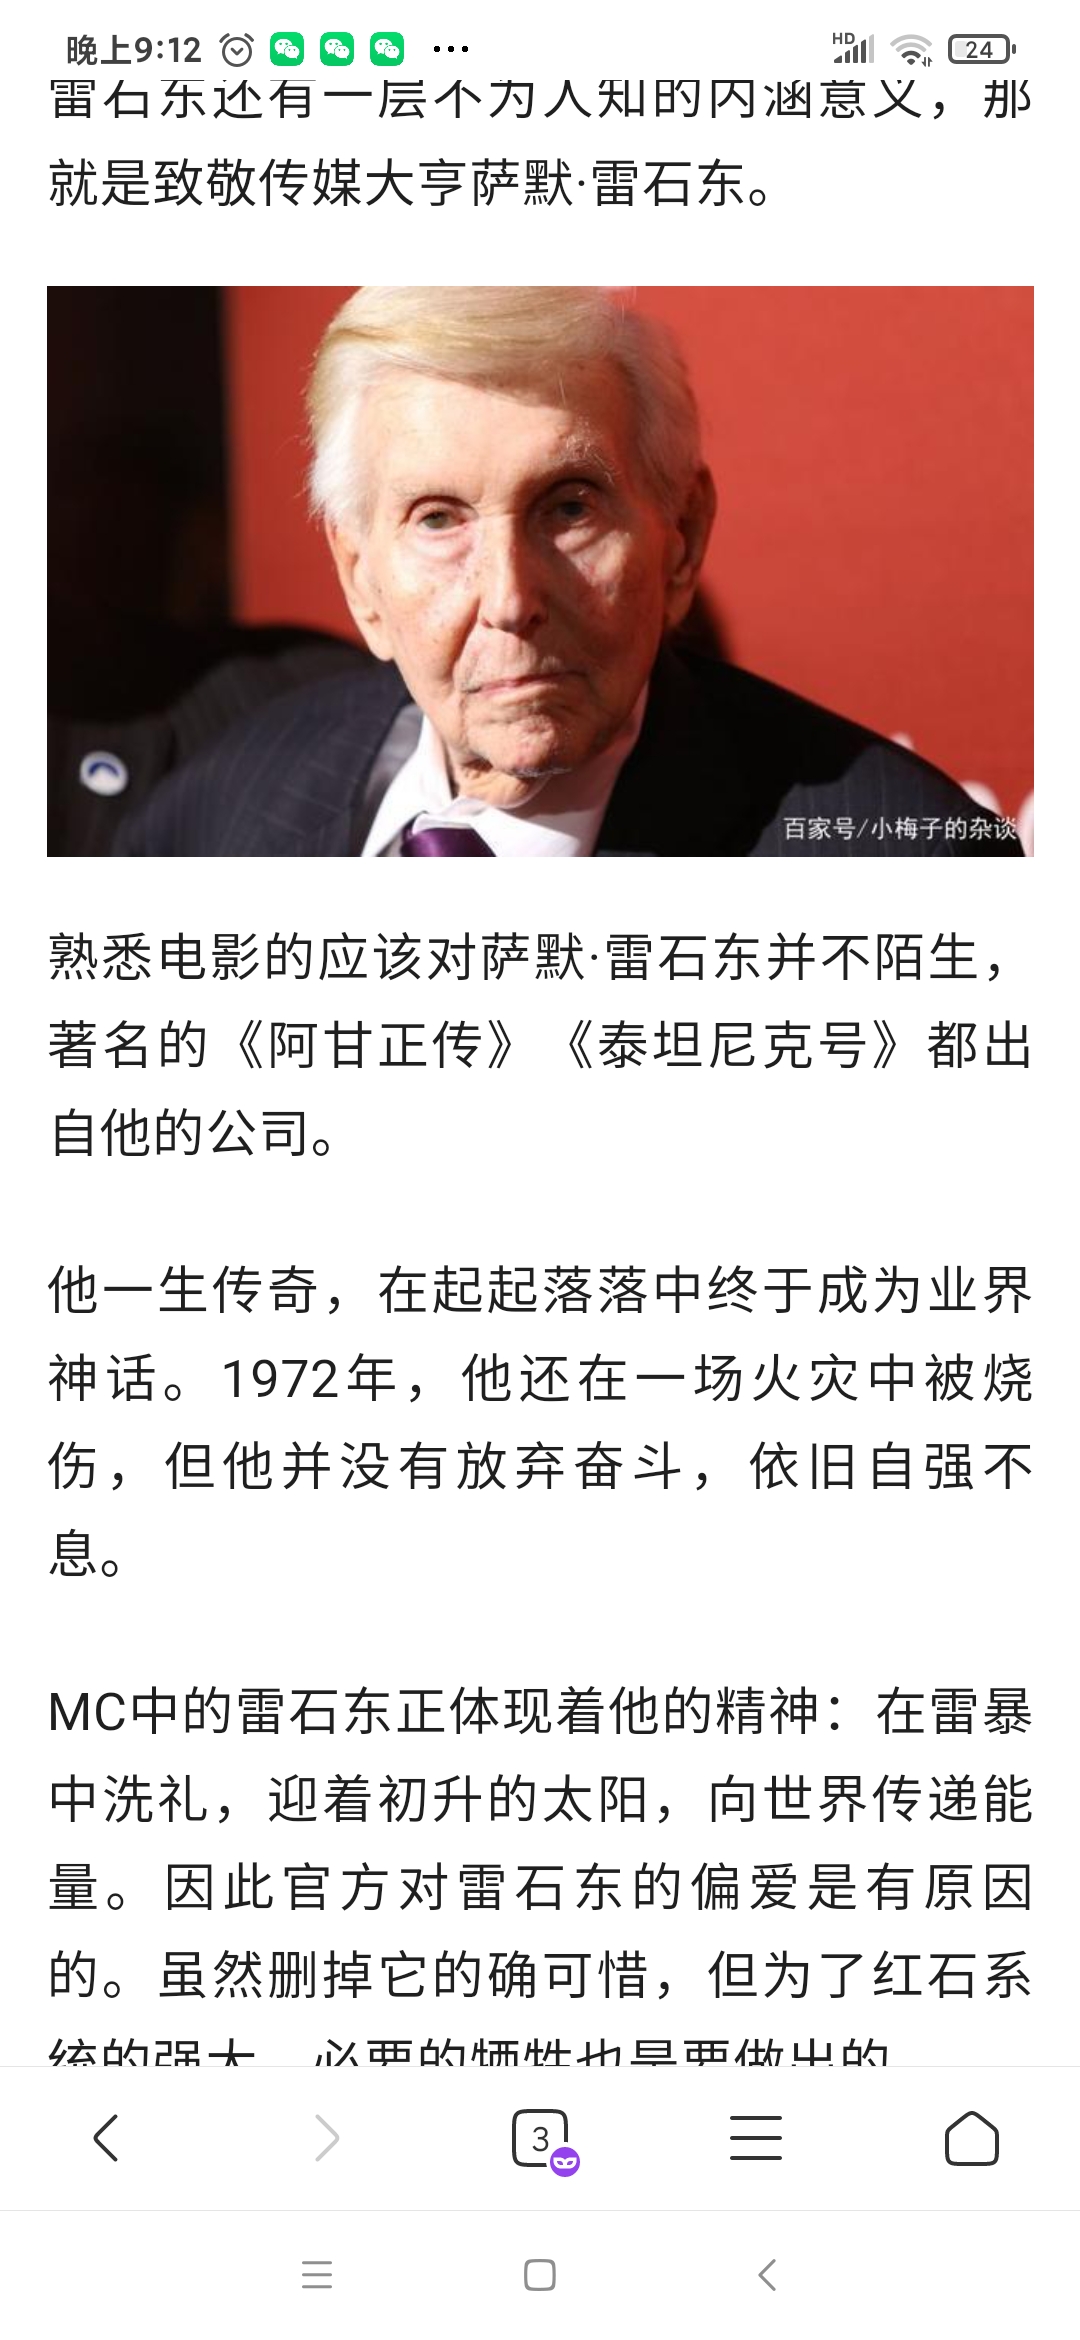 晚上9:12
HD
24
雷石东还有一层不为人知的内涵意义，那
就是致敬传媒大亨萨默·雷石东。
百家号/小梅子的杂谈
熟悉电影的应该对萨默·雷石东并不陌生，
著名的《阿甘正传》《泰坦尼克号》都出
自他的公司。
他一生传奇，在起起落落中终于成为业界
神话。1972年，他还在一场火灾中被烧
伤，但他并没有放弃奋斗，依旧自强不
息。
MC中的雷石东正体现着他的精神：在雷暴
中洗礼，迎着初升的太阳，向世界传递能
量。因此官方对雷石东的偏爱是有原因
的。虽然删掉它的确可惜，但为了红石系
统的强大，必要的牺牲也是要做出的
3